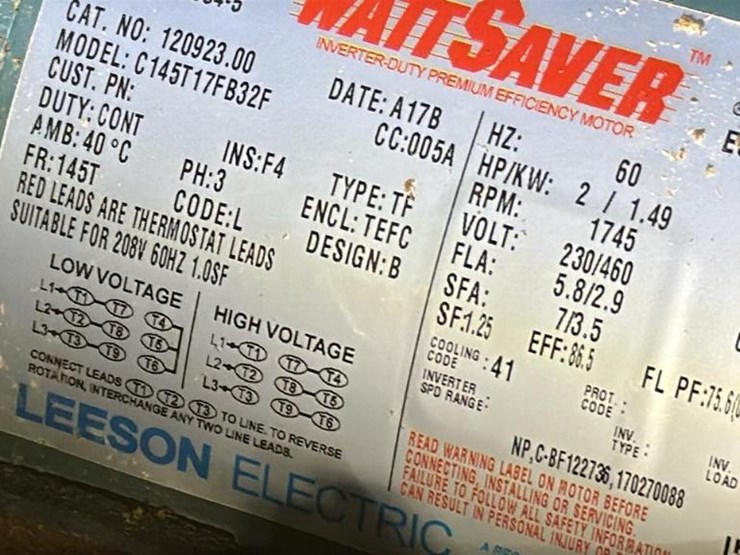 WATTSAVER TM
INVERTER-DUTY PREMIUM EFFICIENCY MOTOR
CAT. NO: 120923.00
MODEL: C145T17FB32F
CUST. PN:
DATE: A17B
DUTY: CONT
CC:005A
AMB: 40 °C
INS:F4
TYPE: TF
FR:145T
PH:3
ENCL: TEFC
CODE:L
DESIGN:B
RED LEADS ARE THERMOSTAT LEADS
SUITABLE FOR 208V 60HZ 1.0SF
HZ: 60
HP/KW: 2 / 1.49
RPM: 1745
VOLT: 230/460
FLA: 5.8/2.9
SFA: 7/3.5
SF:1.25 EFF: 86.5 FL PF:75.6
COOLING CODE : 41
PROT. CODE :
INVERTER SPD RANGE-
INV. TYPE :
INV. LOAD
NP,C-BF122736,170270088
LOW VOLTAGE
L1 T1 T7 T4
L2 T2 T8 T5
L3 T3 T9 T6
HIGH VOLTAGE
L1 T1 T7 T4
L2 T2 T8 T5
L3 T3 T9 T6
CONNECT LEADS T1 T2 T3 TO LINE. TO REVERSE
ROTATION, INTERCHANGE ANY TWO LINE LEADS.
READ WARNING LABEL ON MOTOR BEFORE
CONNECTING, INSTALLING OR SERVICING.
FAILURE TO FOLLOW ALL SAFETY
CAN RESULT IN PERSONAL INJURY
LEESON ELECTRIC